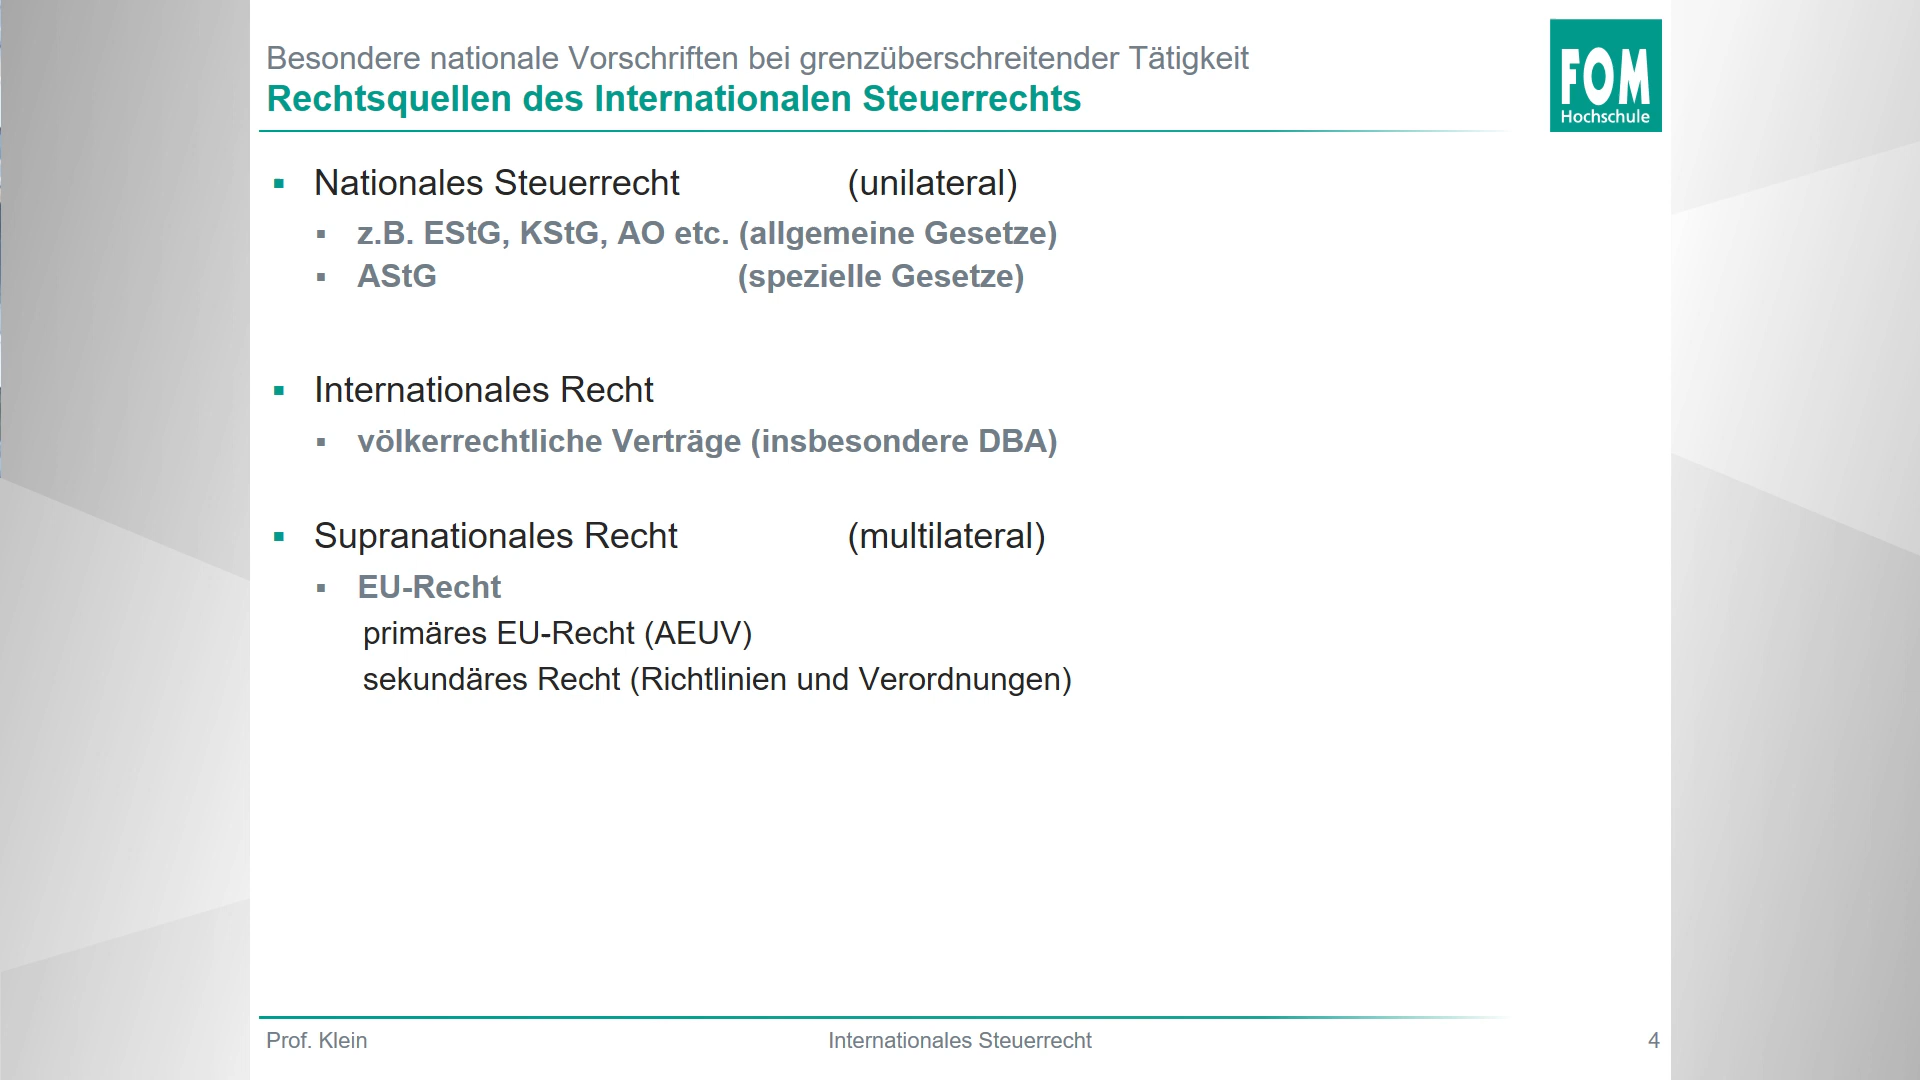 Besondere nationale Vorschriften bei grenzüberschreitender Tätigkeit
Rechtsquellen des Internationalen Steuerrechts
FOM
Hochschule
▪ Nationales Steuerrecht (unilateral)
▪ z.B. EStG, KStG, AO etc. (allgemeine Gesetze)
▪ AStG (spezielle Gesetze)
▪ Internationales Recht
▪ völkerrechtliche Verträge (insbesondere DBA)
▪ Supranationales Recht (multilateral)
▪ EU-Recht
primäres EU-Recht (AEUV)
sekundäres Recht (Richtlinien und Verordnungen)
Prof. Klein Internationales Steuerrecht 4